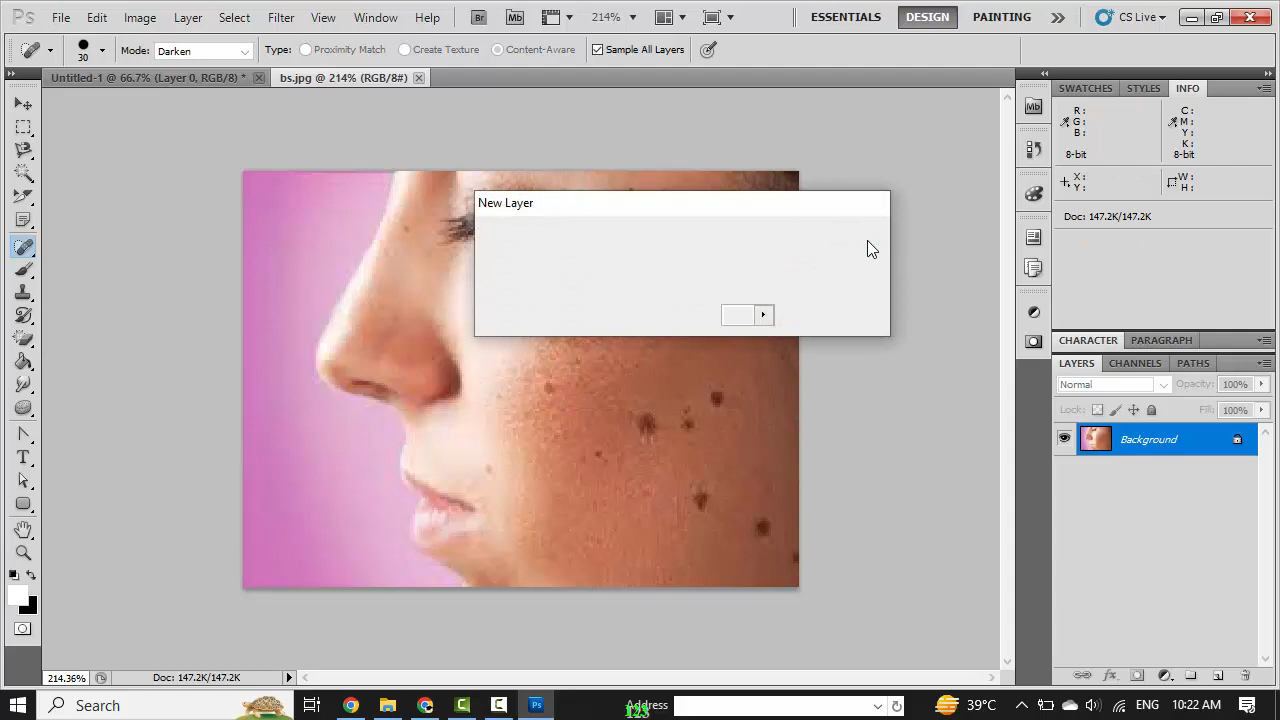 Ps File Edit Image Layer Select Filter View Window Help Br Mb 214% ESSENTIALS DESIGN PAINTING CS Live
30 Mode: Darken Type: Proximity Match Create Texture Content-Aware Sample All Layers
Untitled-1 @ 66.7% (Layer 0, RGB/8) * bs.jpg @ 214% (RGB/8#)
SWATCHES STYLES INFO
Mb
R: C:
G: M:
B: Y:
K:
8-bit 8-bit
X: W:
Y: H:
Doc: 147.2K/147.2K
New Layer
CHARACTER PARAGRAPH
LAYERS CHANNELS PATHS
Normal Opacity: 100%
Lock: Fill: 100%
Background
T
214.36% Doc: 147.2K/147.2K
Search Ps Address 39°C ENG 10:22 AM
123